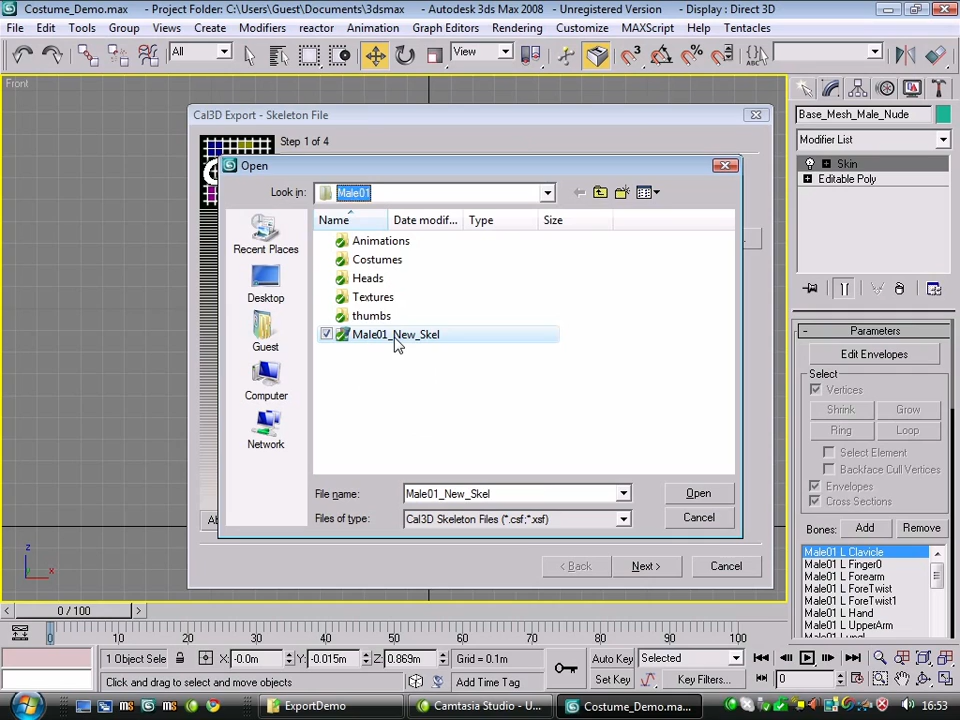 Costume_Demo.max - Project Folder: C:\Users\Guest\Documents\3dsmax - Autodesk 3ds Max 2008 - Unregistered Version - Display : Direct 3D
File Edit Tools Group Views Create Modifiers reactor Animation Graph Editors Rendering Customize MAXScript Help Tentacles
All View
Front
Base_Mesh_Male_Nude
Modifier List
Skin
Editable Poly
Cal3D Export - Skeleton File
Step 1 of 4
Open
Look in: Male01
Name Date modif... Type Size
Animations
Costumes
Heads
Textures
thumbs
Male01_New_Skel
Recent Places
Desktop
Guest
Computer
Network
File name: Male01_New_Skel Open
Files of type: Cal3D Skeleton Files (*.csf;*.xsf) Cancel
< Back Next > Cancel
Parameters
Edit Envelopes
Select
Vertices
Shrink Grow
Ring Loop
Select Element
Backface Cull Vertices
Envelopes
Cross Sections
Bones: Add Remove
Male01 L Clavicle
Male01 L Finger0
Male01 L Forearm
Male01 L ForeTwist
Male01 L ForeTwist1
Male01 L Hand
Male01 L UpperArm
z
x
0 / 100
0 10 20 30 40 50 60 70 80 90 100
1 Object Sele X: -0.0m Y: -0.015m Z: 0.869m Grid = 0.1m Auto Key Selected
Click and drag to select and move objects Add Time Tag Set Key Key Filters... 0
ExportDemo Camtasia Studio - U... Costume_Demo.ma... 16:53